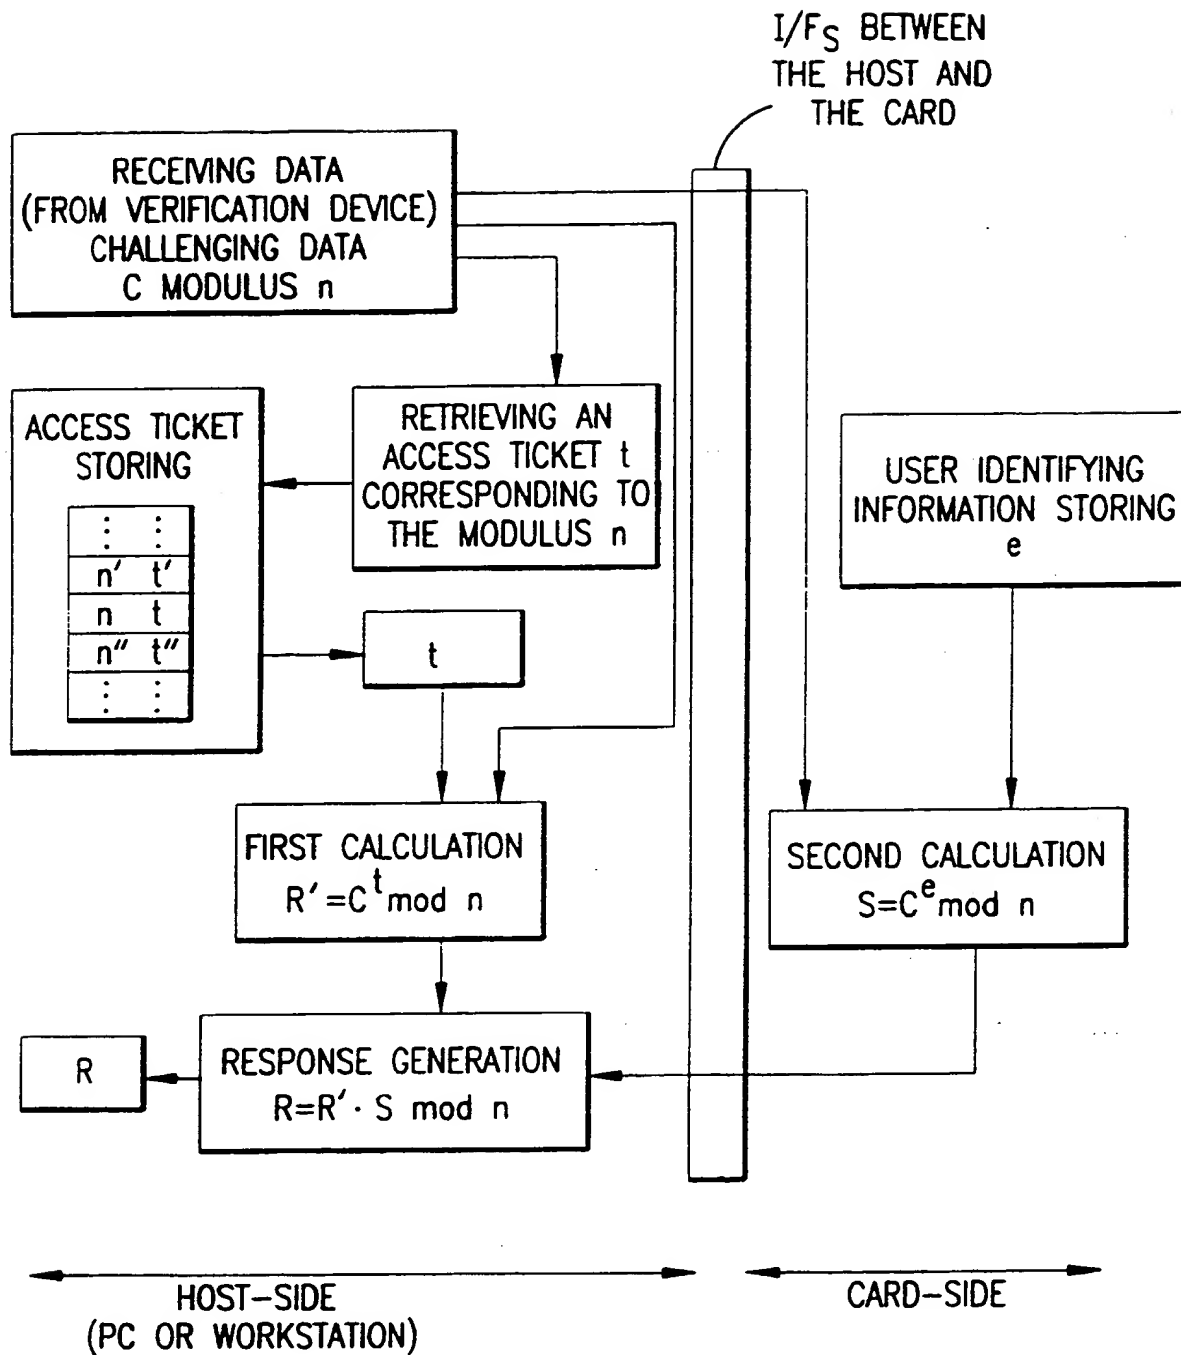 I/FS BETWEEN
THE HOST AND
THE CARD
RECEIVING DATA
(FROM VERIFICATION DEVICE)
CHALLENGING DATA
C MODULUS n
ACCESS TICKET
STORING
⋮ ⋮
n′ t′
n t
n″ t″
⋮ ⋮
RETRIEVING AN
ACCESS TICKET t
CORRESPONDING TO
THE MODULUS n
USER IDENTIFYING
INFORMATION STORING
e
t
FIRST CALCULATION
R′=C^t mod n
SECOND CALCULATION
S=C^e mod n
RESPONSE GENERATION
R=R′· S mod n
R
HOST-SIDE
(PC OR WORKSTATION)
CARD-SIDE